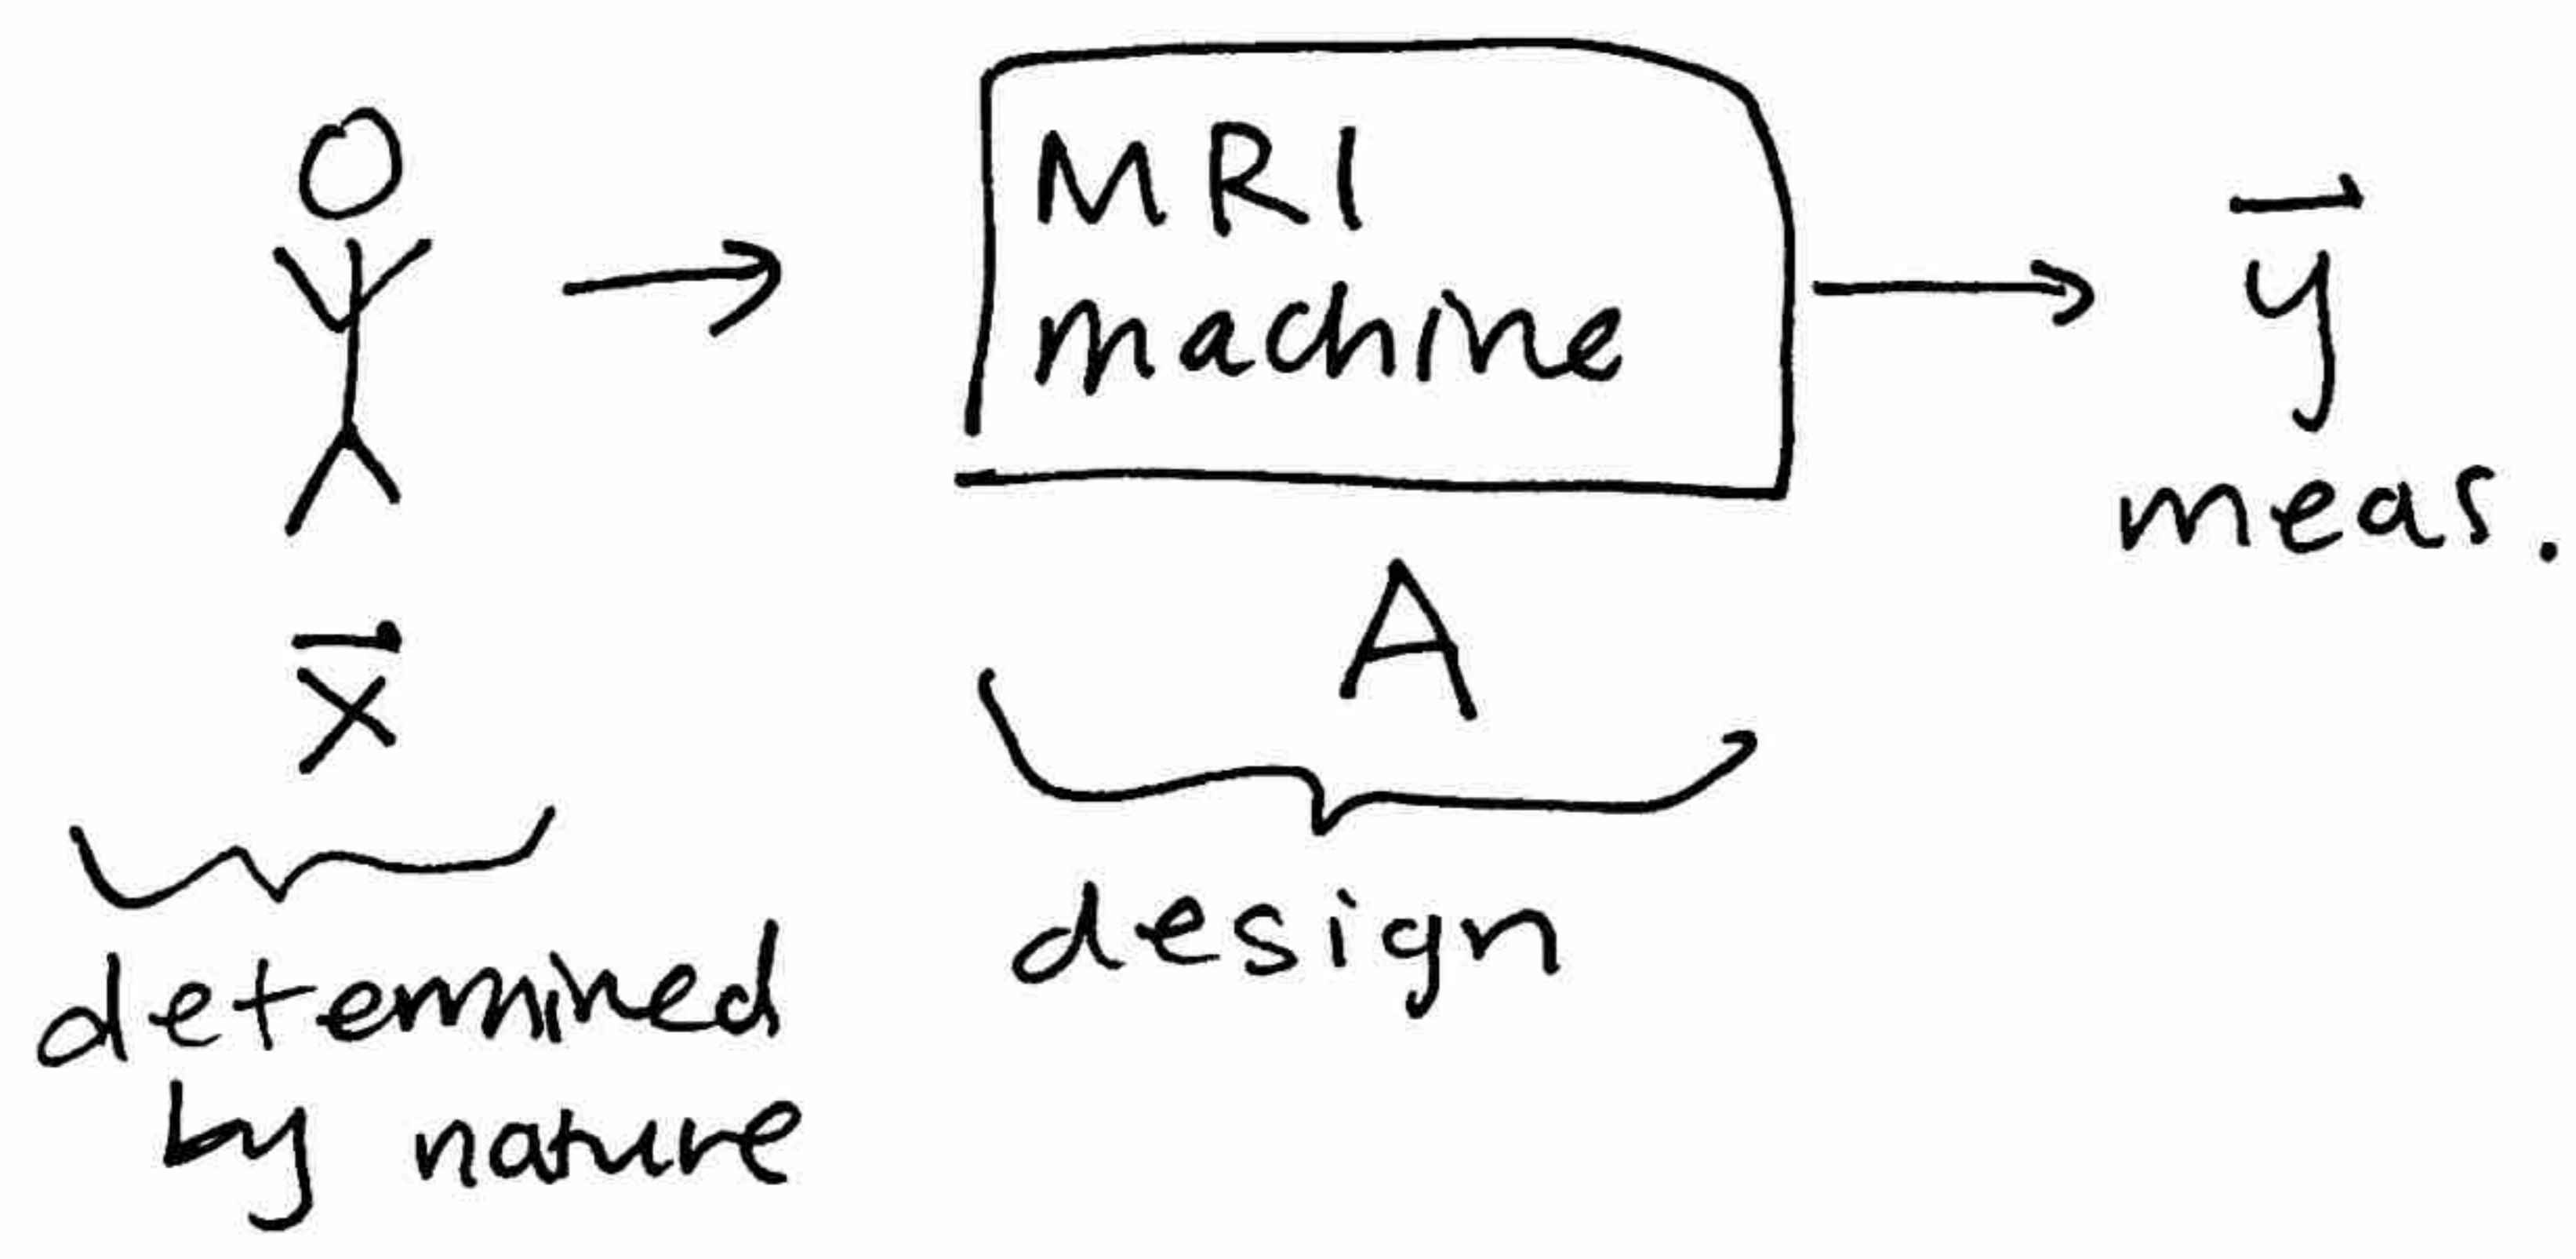 MRI
machine
y
meas.
A
x
design
determined
by nature